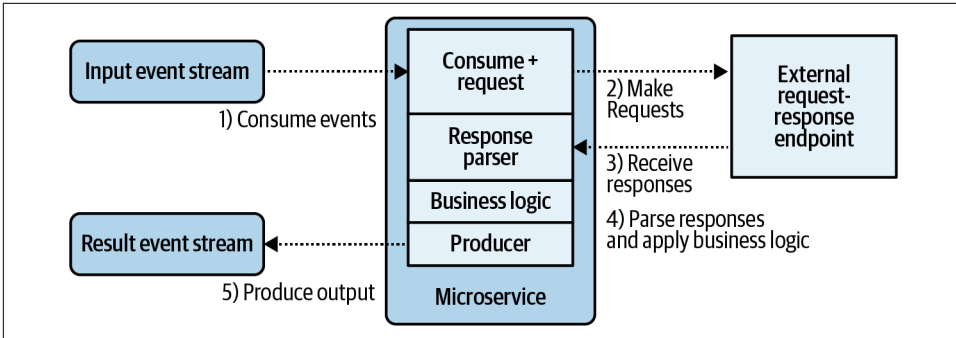 Input event stream
1) Consume events
Consume +
request
2) Make
Requests
External
request-
response
endpoint
Response
parser
3) Receive
responses
Business logic
4) Parse responses
and apply business logic
Result event stream
Producer
5) Produce output
Microservice